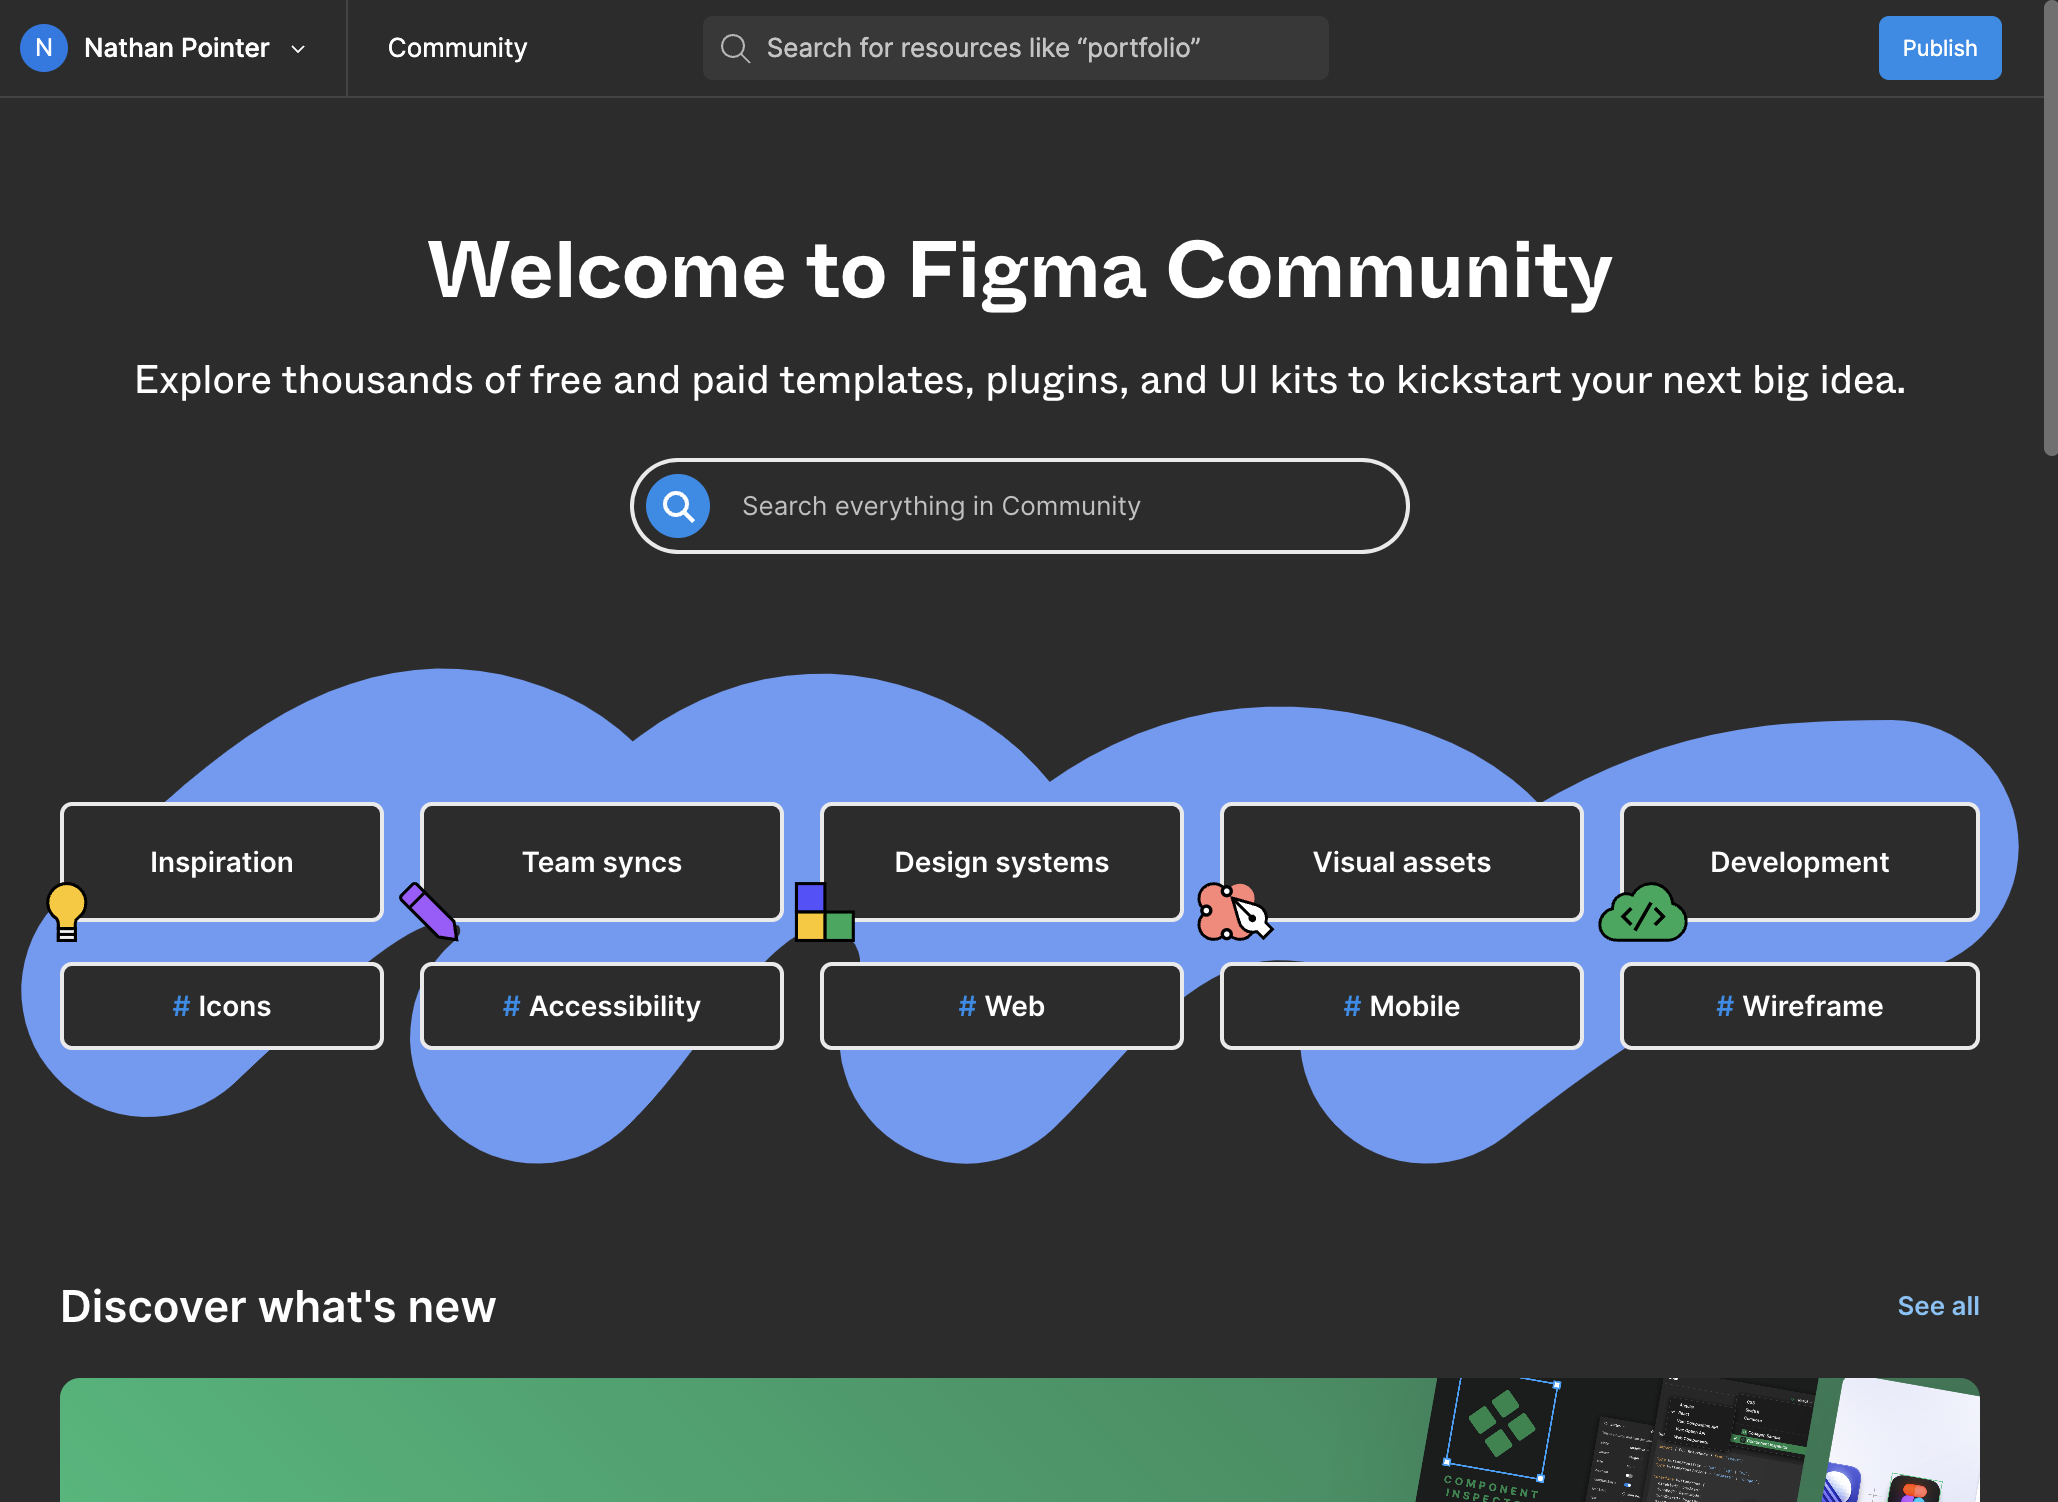 N Nathan Pointer
Community
Search for resources like “portfolio”
Publish
Welcome to Figma Community
Explore thousands of free and paid templates, plugins, and UI kits to kickstart your next big idea.
Search everything in Community
Inspiration
Team syncs
Design systems
Visual assets
Development
# Icons
# Accessibility
# Web
# Mobile
# Wireframe
Discover what's new
See all
COMPONENT